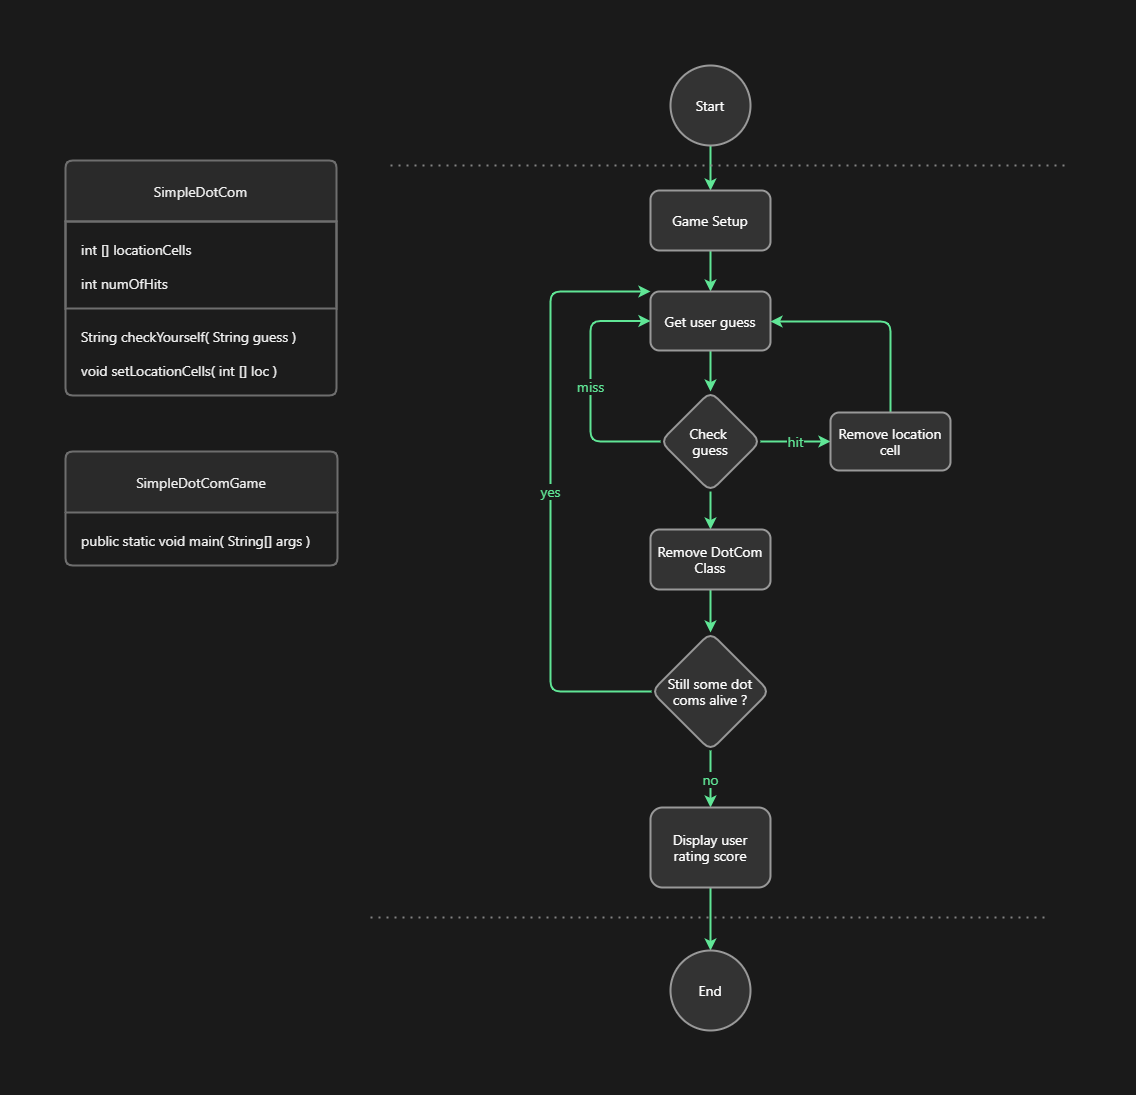 SimpleDotCom
int [] locationCells
int numOfHits
String checkYourself( String guess )
void setLocationCells( int [] loc )
SimpleDotComGame
public static void main( String[] args )
Start
Game Setup
Get user guess
miss
Check
guess
hit
Remove location
cell
yes
Remove DotCom
Class
Still some dot
coms alive ?
no
Display user
rating score
End